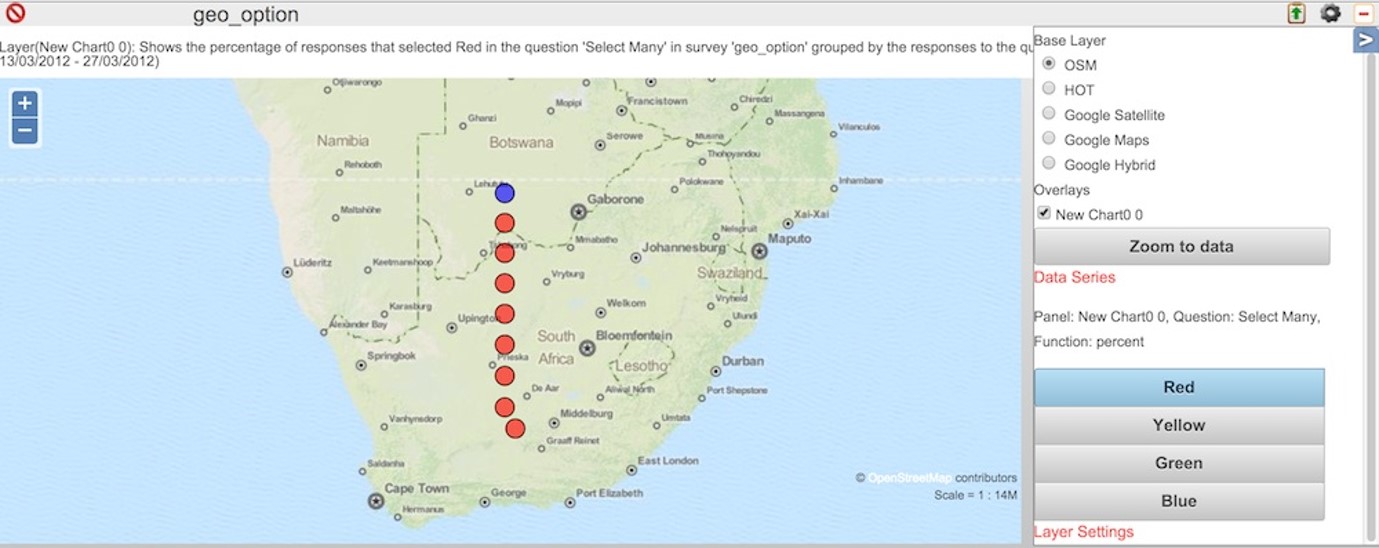 geo_option
Layer(New Chart0 0): Shows the percentage of responses that selected Red in the question 'Select Many' in survey 'geo_option' grouped by the responses to the qu
13/03/2012 - 27/03/2012)
+
−
>
Base Layer
OSM
HOT
Google Satellite
Google Maps
Google Hybrid
Overlays
New Chart0 0
Zoom to data
Data Series
Panel: New Chart0 0, Question: Select Many,
Function: percent
Red
Yellow
Green
Blue
Layer Settings
Otjiwarongo
Ghanzi
Mopipi
Francistown
Chiredzi
Massangena
Vilanculos
Namibia
Botswana
Serowe
Musina
Thohoyandou
Rehoboth
Lehututu
Polokwane
Inhambane
Maltahöhe
Gaborone
Xai-Xai
Tshabong
Mmabatho
Johannesburg
Nelspruit
Maputo
Lüderitz
Keetmanshoop
Vryburg
Swaziland
Karasburg
Welkom
Vryheid
Alexander Bay
Upington
Ulundi
South
Africa
Bloemfontein
Springbok
Prieska
Lesotho
Durban
De Aar
Aliwal North
Port Shepstone
Vanhynsdorp
Middelburg
Umtata
Graaff Reinet
Saldanha
East London
Cape Town
George
Port Elizabeth
Hermanus
© OpenStreetMap contributors
Scale = 1 : 14M